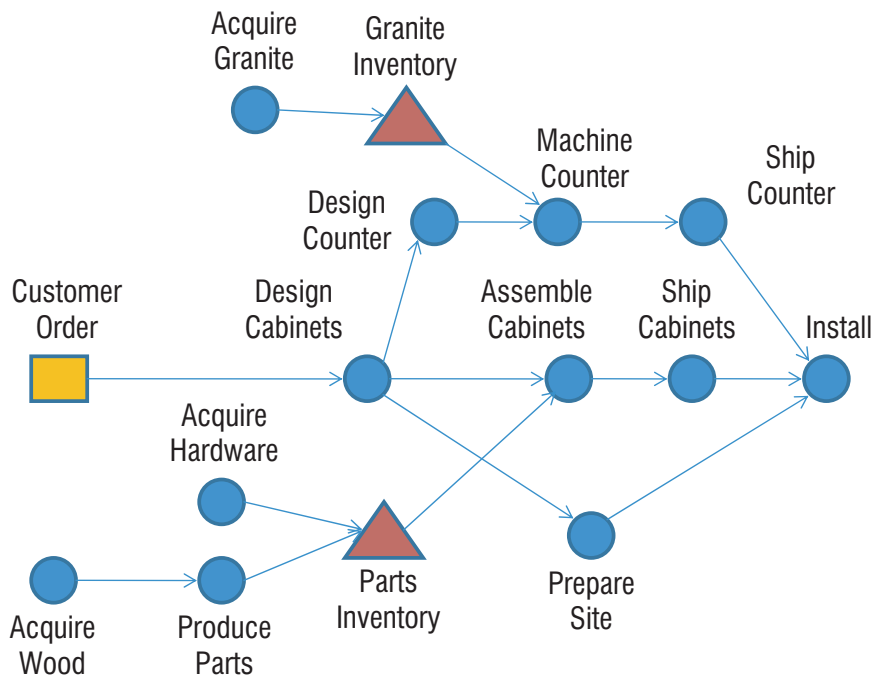 Acquire
Granite
Granite
Inventory
Machine
Counter
Ship
Counter
Design
Counter
Customer
Order
Design
Cabinets
Assemble
Cabinets
Ship
Cabinets
Install
Acquire
Hardware
Acquire
Wood
Produce
Parts
Parts
Inventory
Prepare
Site